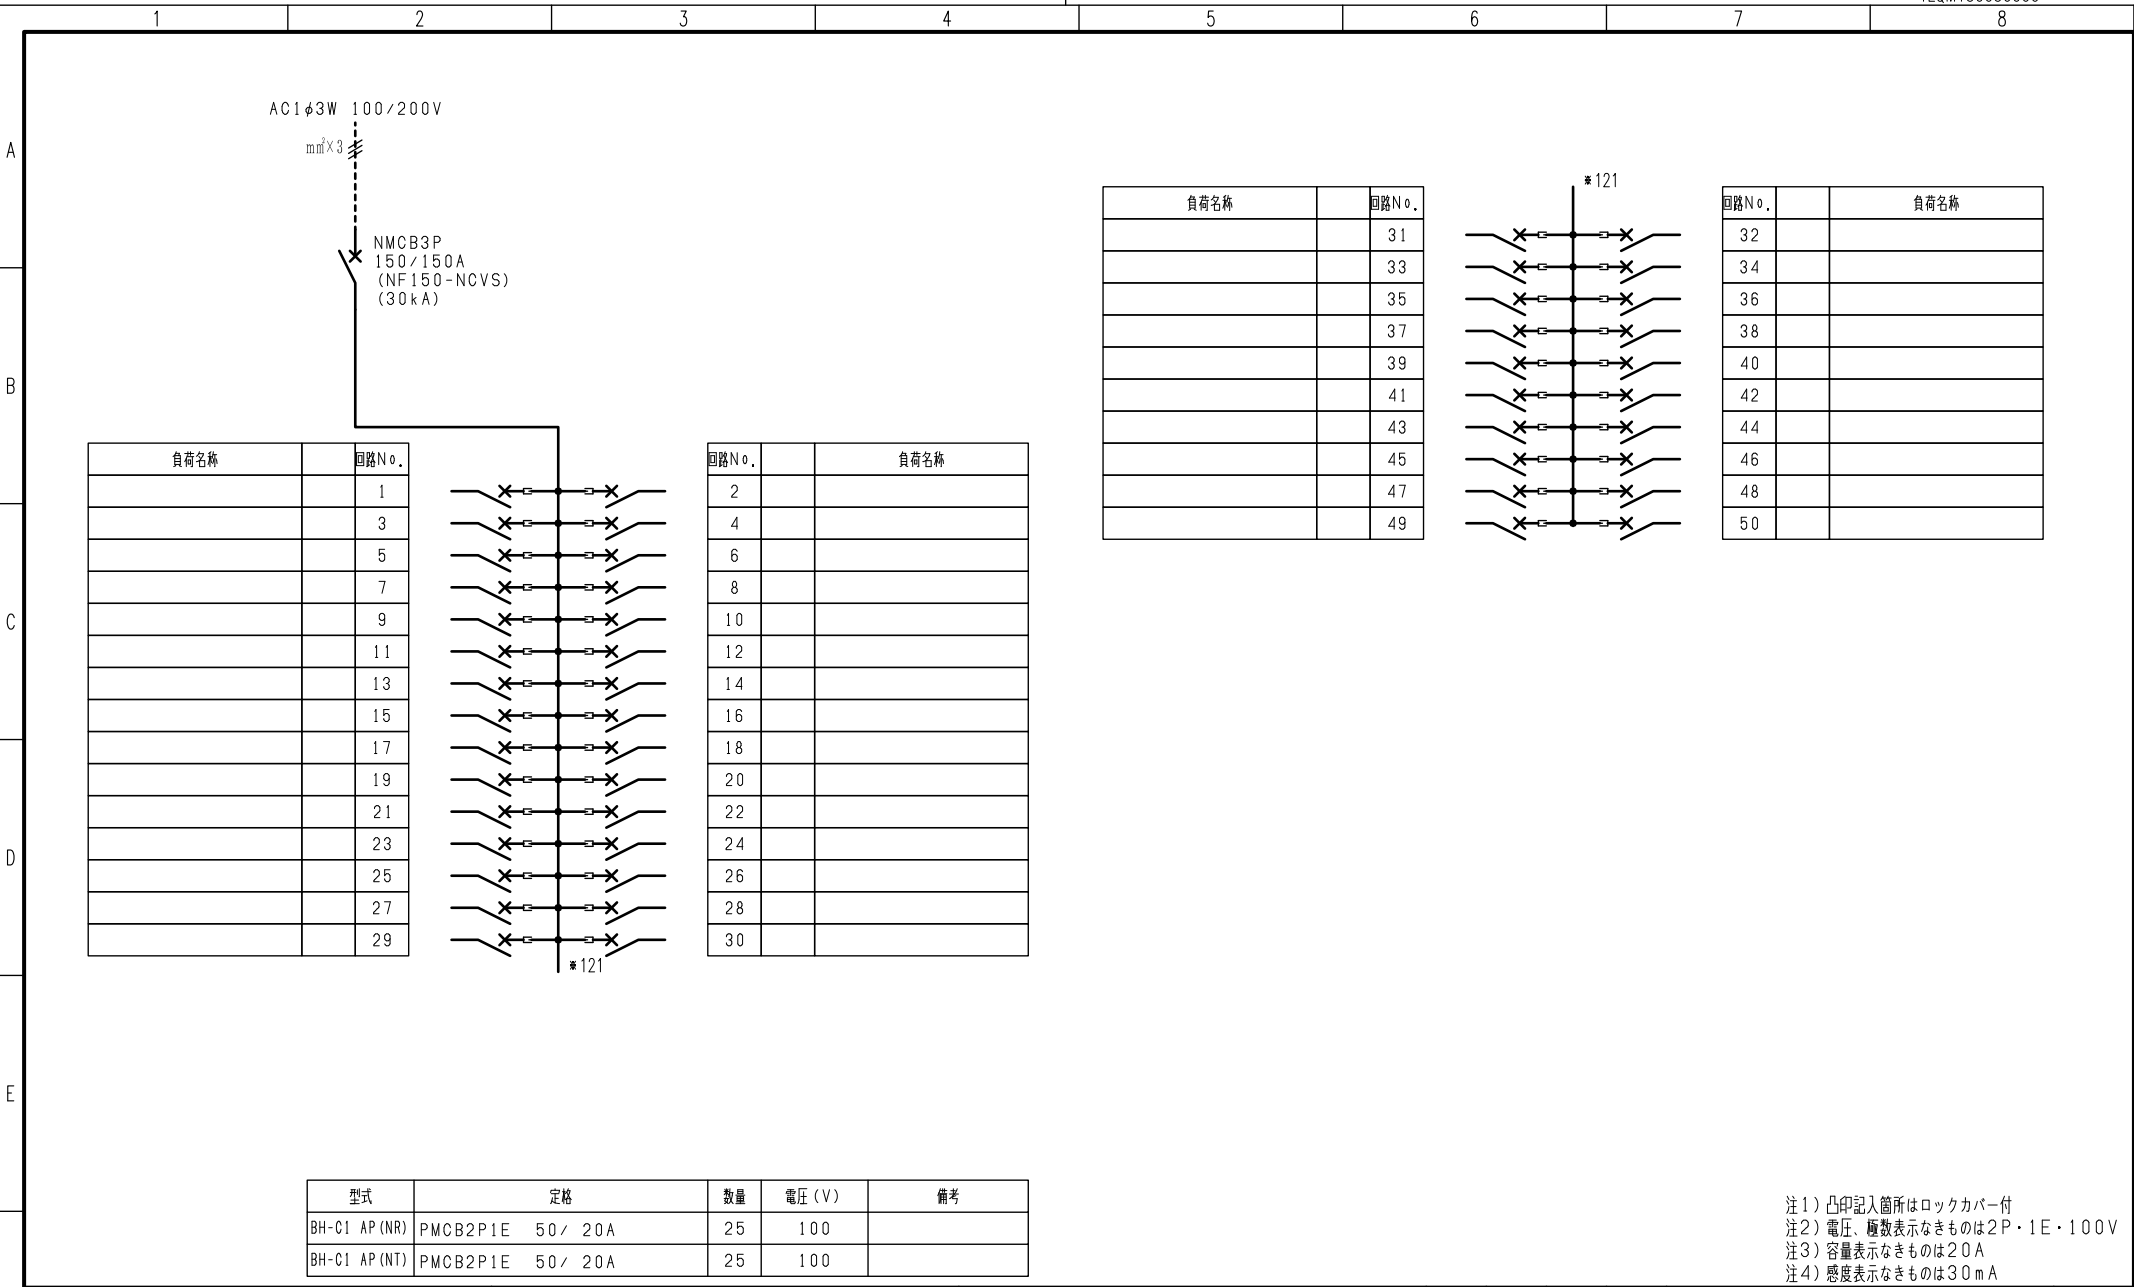 1 2 3 4 5 6 7 8
A
B
C
D
E
AC1φ3W 100/200V
m㎡×3
NMCB3P
150/150A
(NF150-NCVS)
(30kA)
負荷名称 回路No.
1
3
5
7
9
11
13
15
17
19
21
23
25
27
29
回路No. 負荷名称
2
4
6
8
10
12
14
16
18
20
22
24
26
28
30
*121
*121
負荷名称 回路No.
31
33
35
37
39
41
43
45
47
49
回路No. 負荷名称
32
34
36
38
40
42
44
46
48
50
型式 定格 数量 電圧(V) 備考
BH-C1 AP(NR) PMCB2P1E 50/ 20A 25 100
BH-C1 AP(NT) PMCB2P1E 50/ 20A 25 100
注1)凸印記入箇所はロックカバー付
注2)電圧、極数表示なきものは2P・1E・100V
注3)容量表示なきものは20A
注4)感度表示なきものは30mA